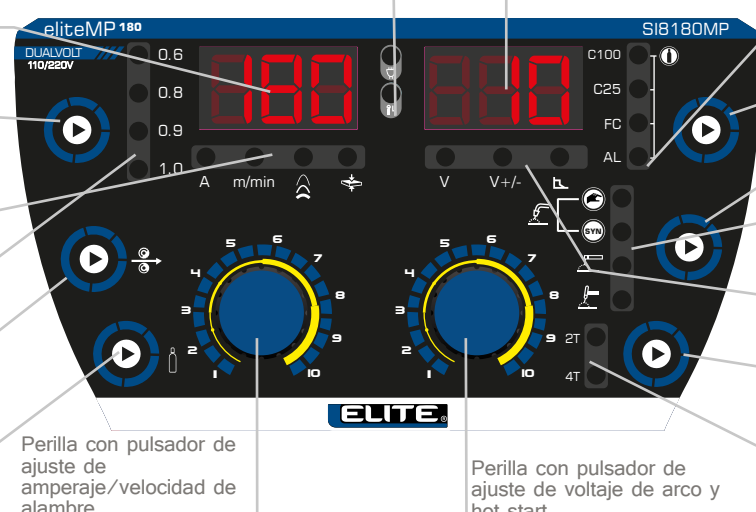 eliteMP 180
SI8180MP
DUALVOLT
110/220V
0.6
0.8
0.9
1.0
187
10
C100
C25
FC
AL
A m/min
V V+/-
SYN
1 2 3 4 5 6 7 8 9 10
1 2 3 4 5 6 7 8 9 10
2T
4T
ELITE®
Perilla con pulsador de
ajuste de
amperaje/velocidad de
alambre
Perilla con pulsador de
ajuste de voltaje de arco y
hot start